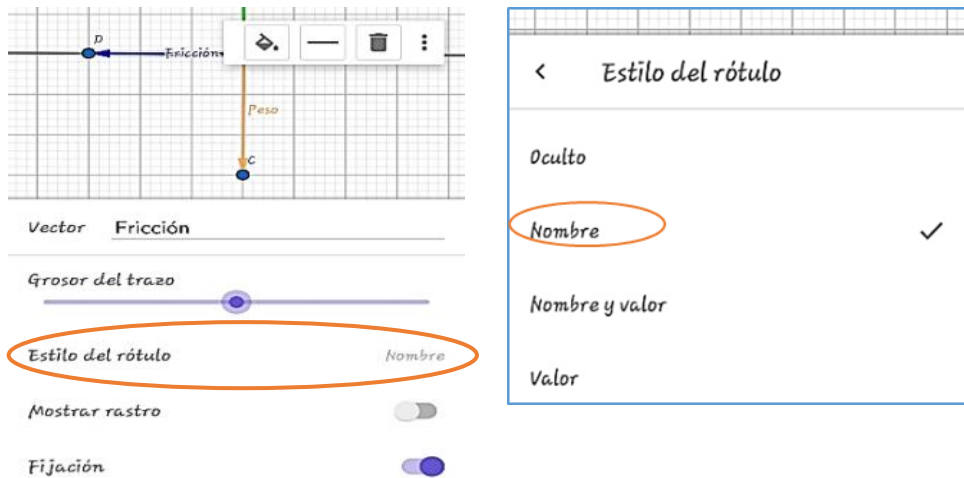 D
Fricción
Peso
C
Vector Fricción
Grosor del trazo
Estilo del rótulo Nombre
Mostrar rastro
Fijación
Estilo del rótulo
Oculto
Nombre
Nombre y valor
Valor